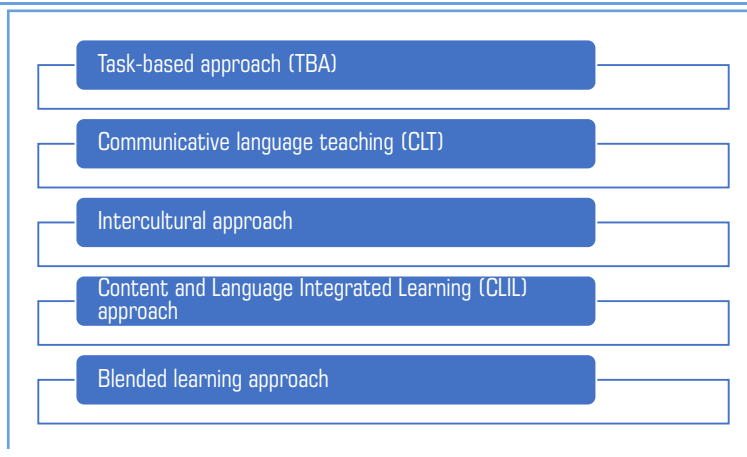 Task-based approach (TBA)
Communicative language teaching (CLT)
Intercultural approach
Content and Language Integrated Learning (CLIL)
approach
Blended learning approach